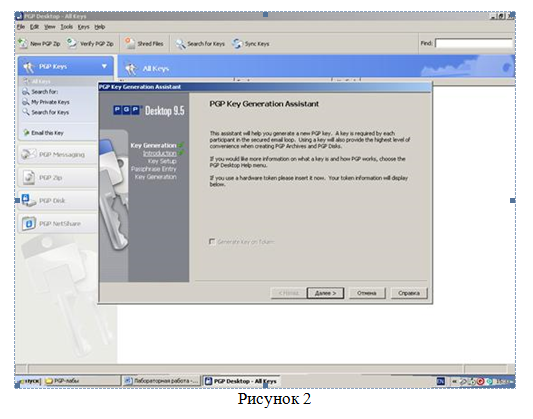 PGP Desktop - All Keys
File Edit View Tools Keys Help
New PGP Zip Verify PGP Zip Shred Files Search for Keys Sync Keys Find:
PGP Keys
All Keys
All Keys
Search for:
My Private Keys
Search for Keys
Email this Key
PGP Messaging
PGP Zip
PGP Disk
PGP NetShare
PGP Key Generation Assistant
PGP Desktop 9.5
Key Generation
Introduction
Key Setup
Passphrase Entry
Key Generation
PGP Key Generation Assistant
This assistant will help you generate a new PGP key. A key is required by each
participant in the secured email loop. Using a key will also provide the highest level of
convenience when creating PGP Archives and PGP Disks.
If you would like more information on what a key is and how PGP works, choose the
PGP Desktop Help menu.
If you use a hardware token please insert it now. Your token information will display
below.
Generate Key on Token:
< Назад Далее > Отмена Справка
пуск PGP-лабы Лабораторная работа -... PGP Desktop - All Keys EN
Рисунок 2